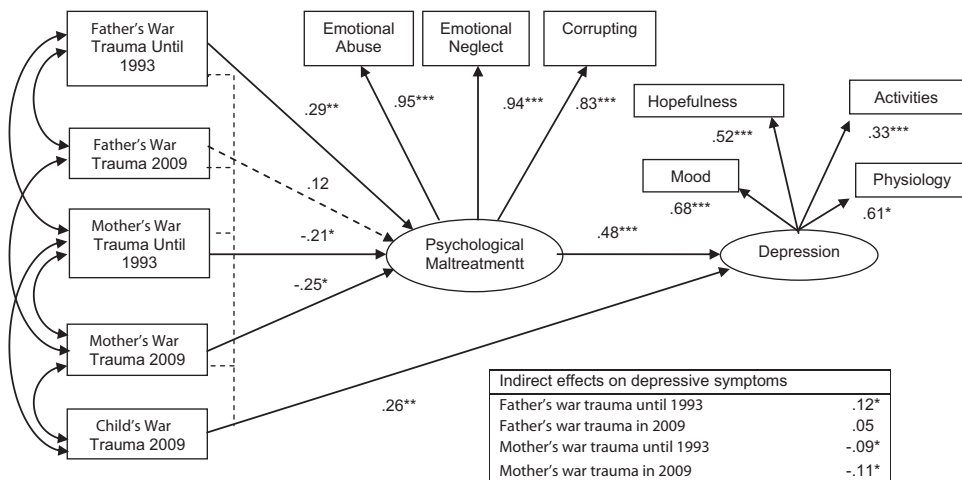 Father's War
Trauma Until
1993
Father's War
Trauma 2009
Mother's War
Trauma Until
1993
Mother's War
Trauma 2009
Child's War
Trauma 2009
Emotional
Abuse
Emotional
Neglect
Corrupting
.95***
.94***
.83***
.29**
.12
-.21*
-.25*
.26**
Psychological
Maltreatmentt
.48***
Hopefulness
Activities
Mood
Physiology
.52***
.33***
.68***
.61*
Depression
Indirect effects on depressive symptoms
Father's war trauma until 1993 .12*
Father's war trauma in 2009 .05
Mother's war trauma until 1993 -.09*
Mother's war trauma in 2009 -.11*